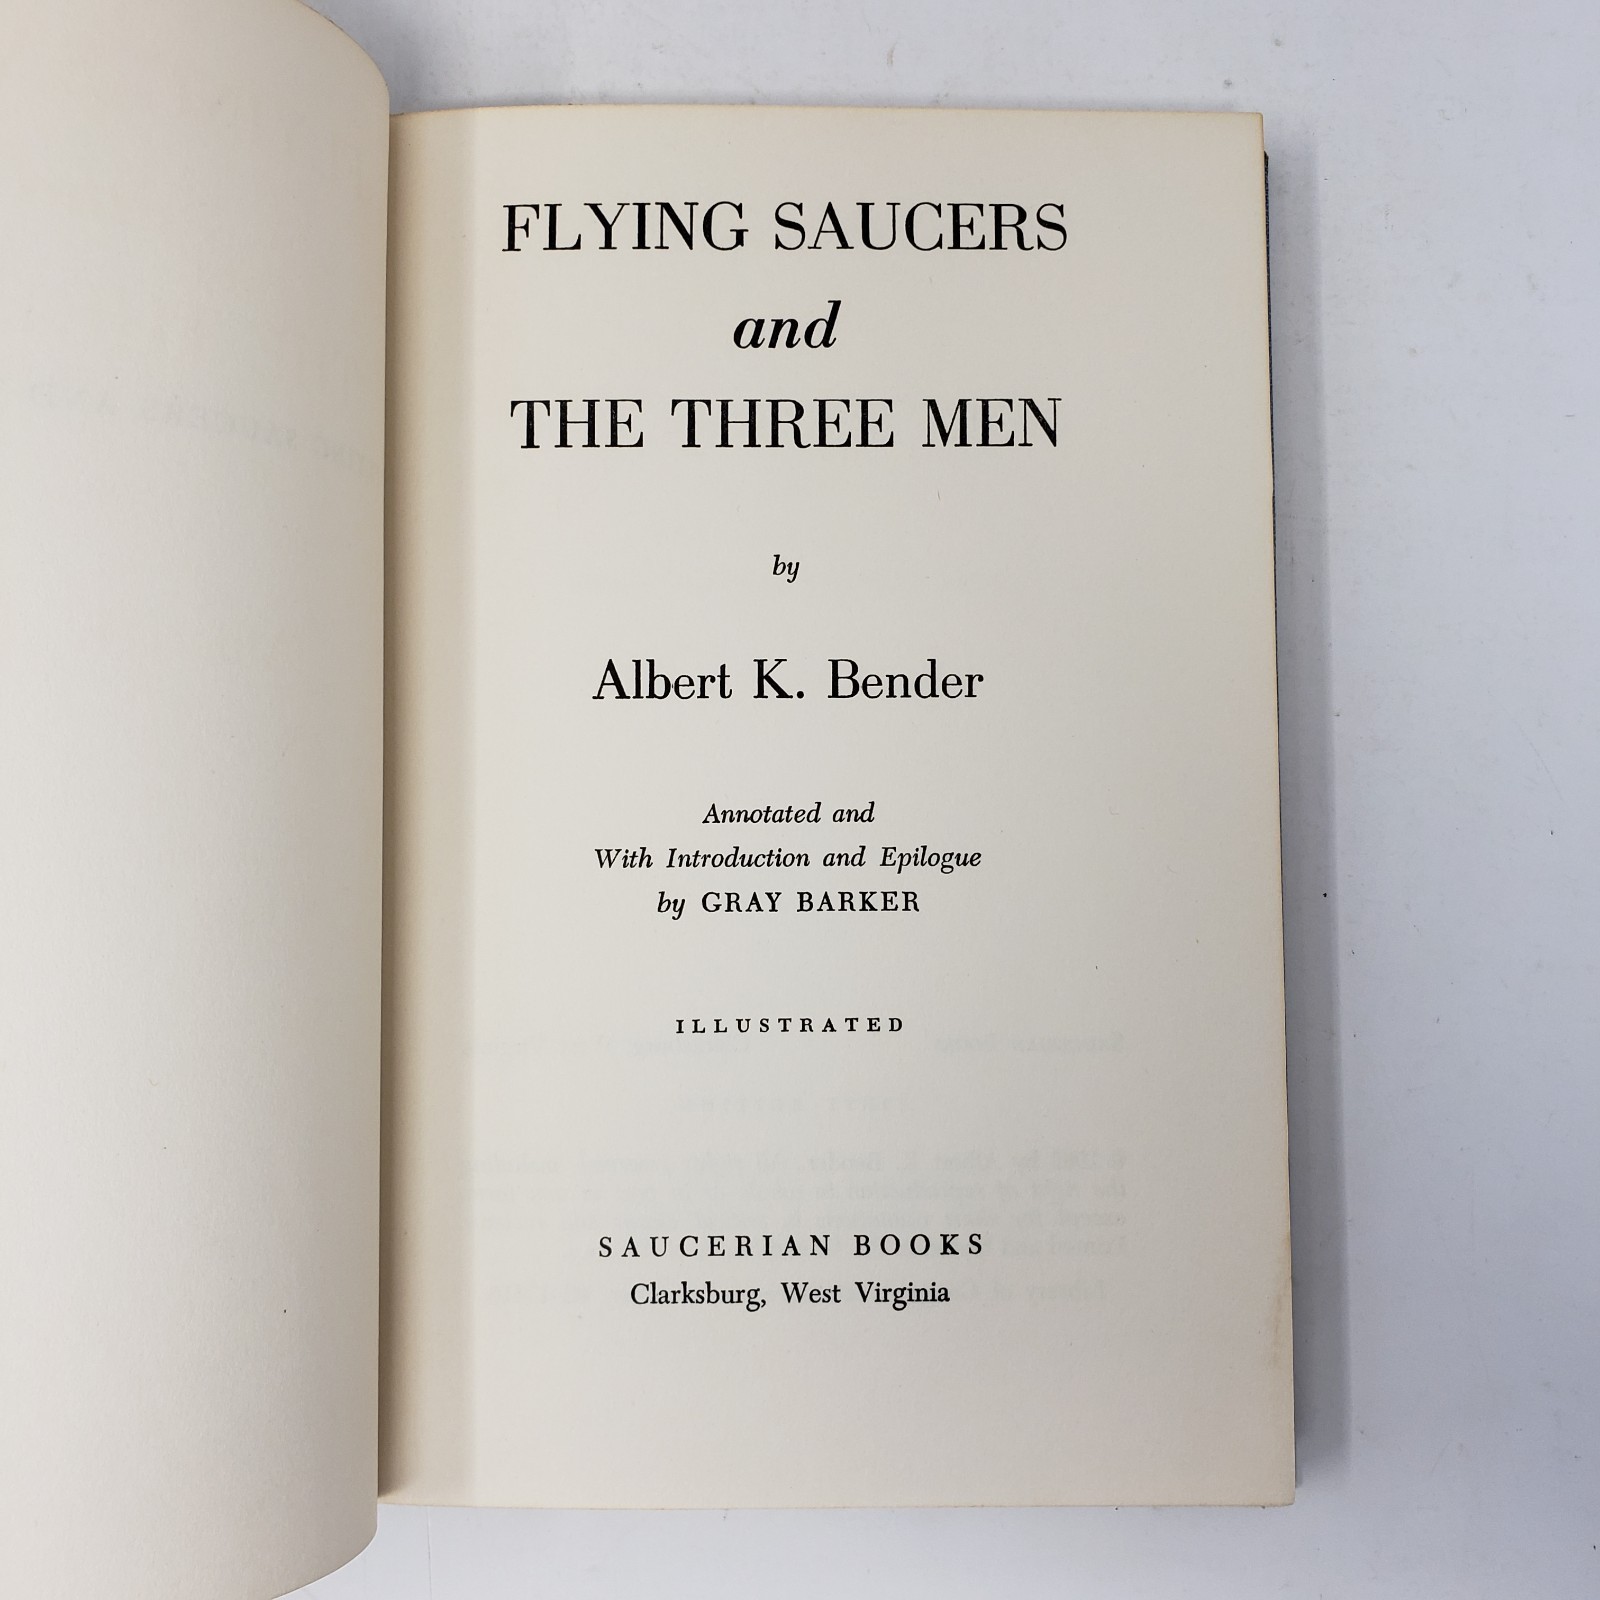 FLYING SAUCERS
and
THE THREE MEN
by
Albert K. Bender
Annotated and
With Introduction and Epilogue
by GRAY BARKER
ILLUSTRATED
SAUCERIAN BOOKS
Clarksburg, West Virginia